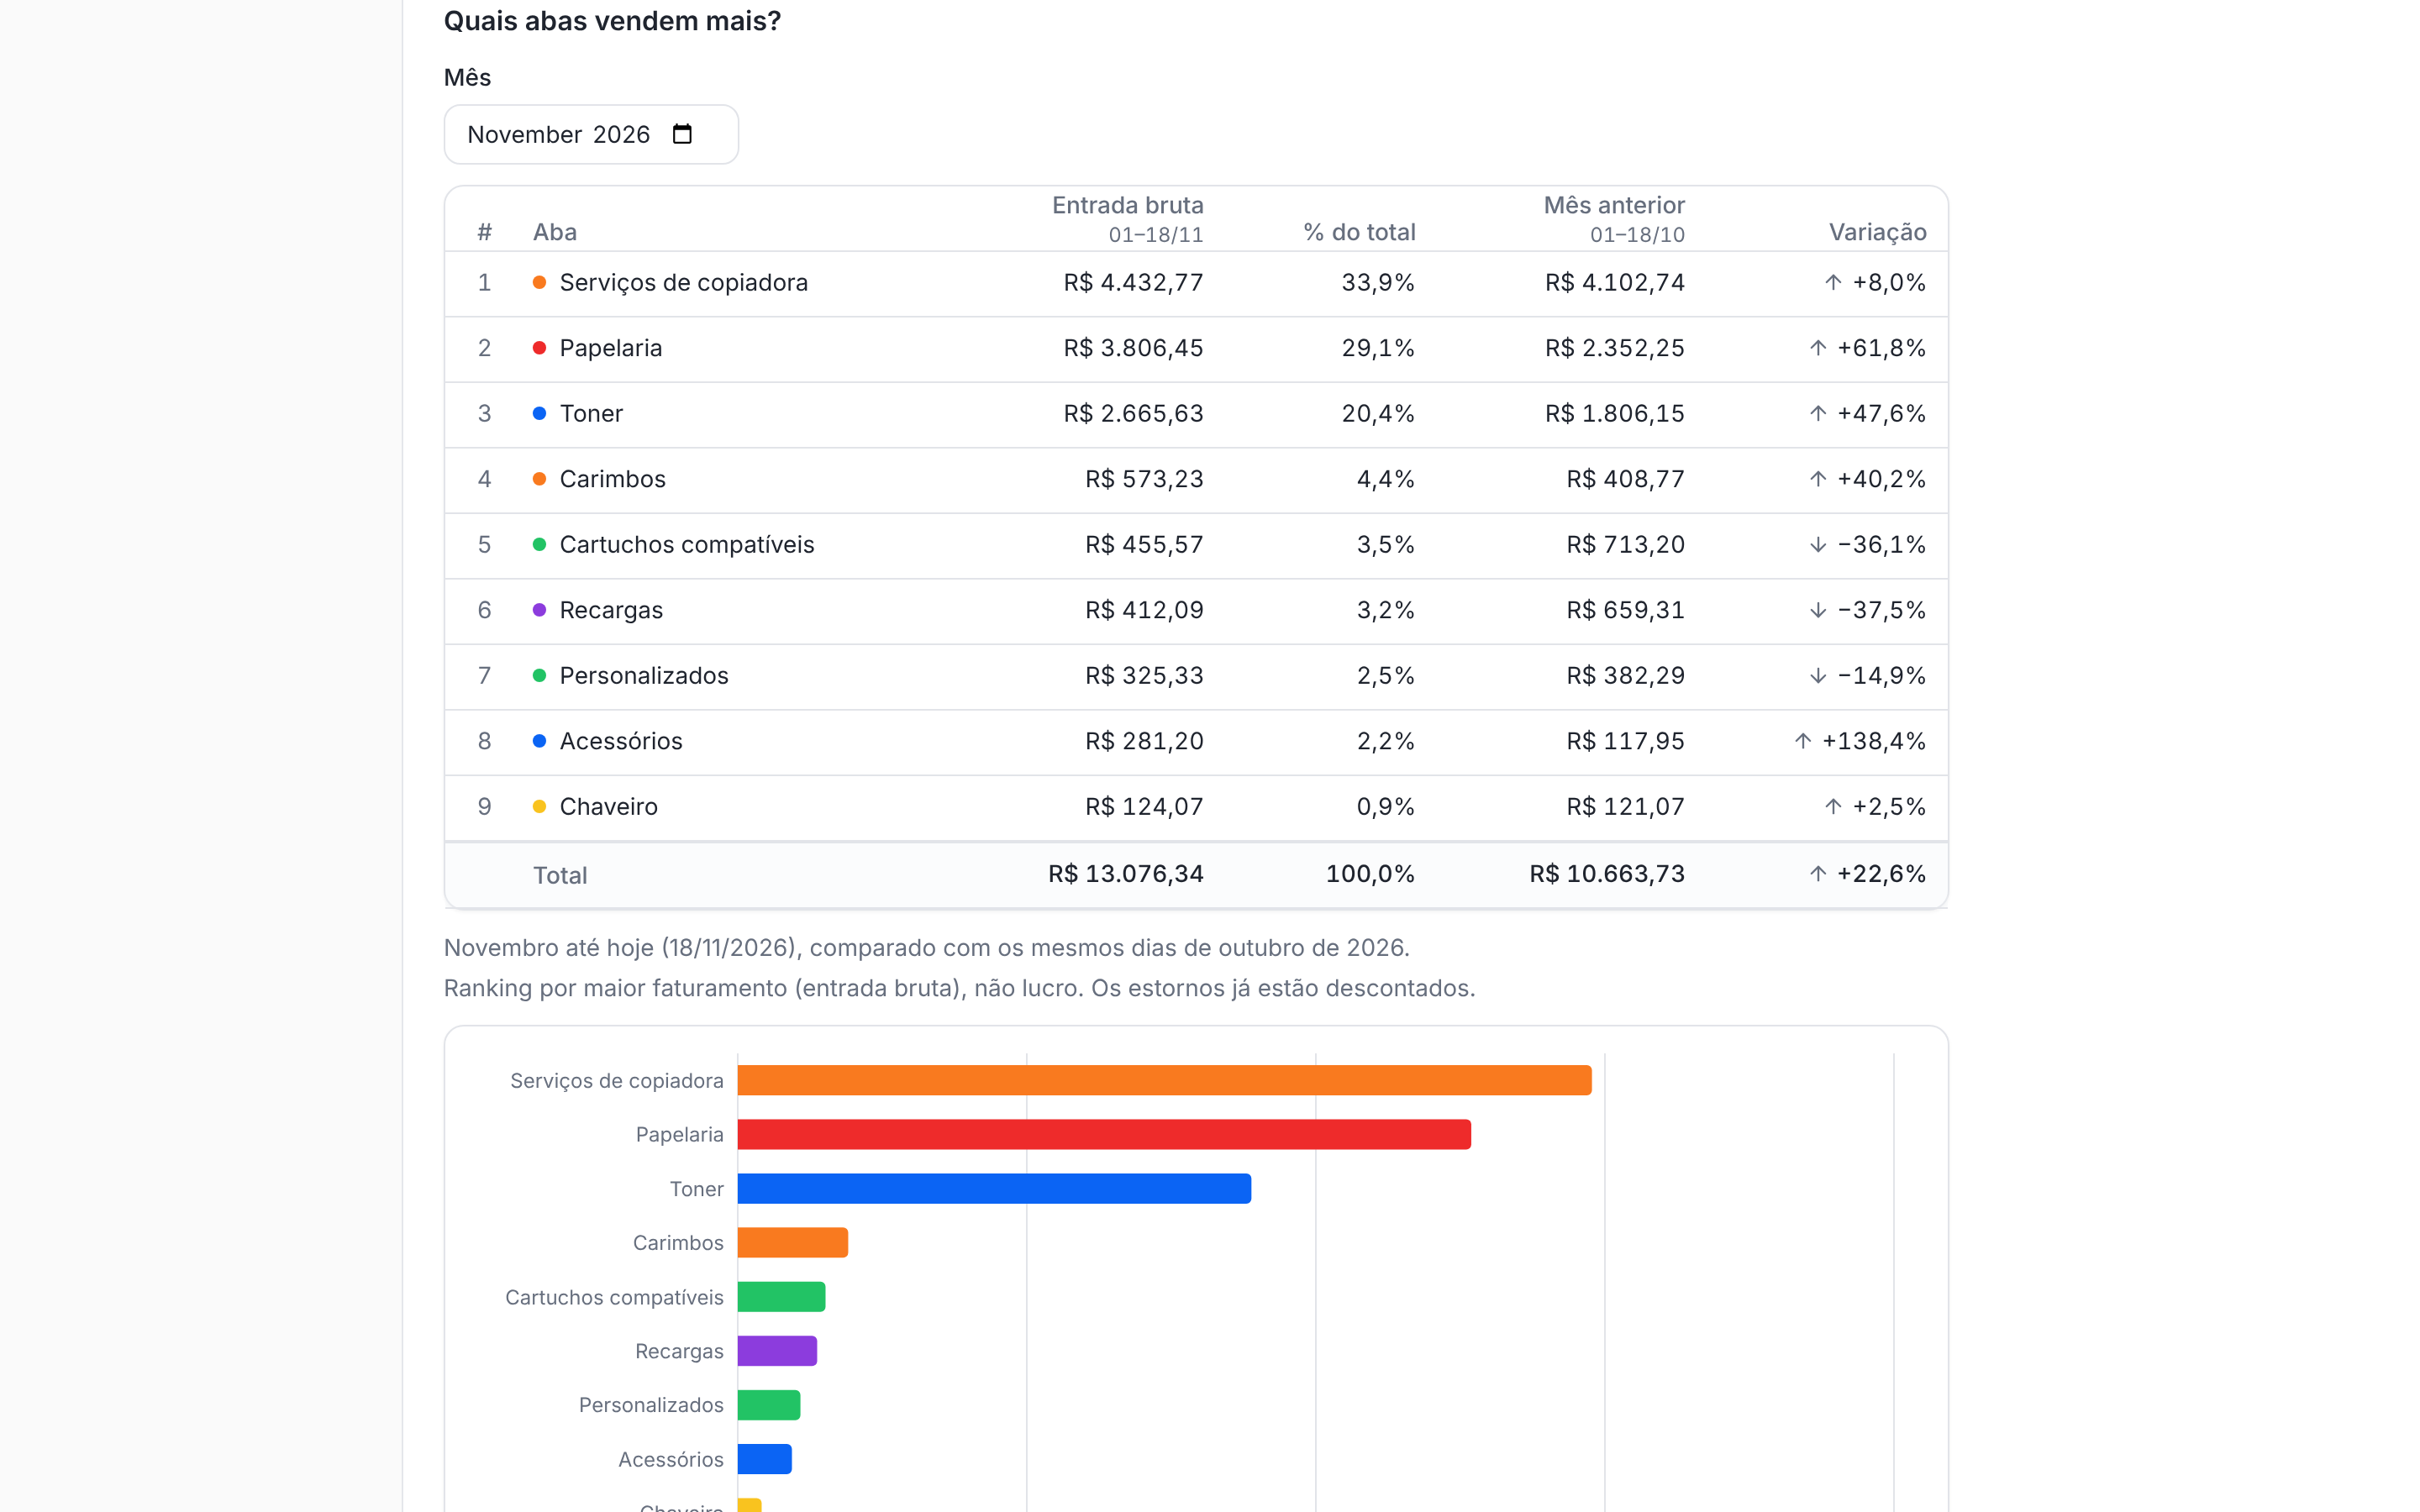 Quais abas vendem mais?
Mês
November 2026
# Aba Entrada bruta 01–18/11 % do total Mês anterior 01–18/10 Variação
1 Serviços de copiadora R$ 4.432,77 33,9% R$ 4.102,74 ↑ +8,0%
2 Papelaria R$ 3.806,45 29,1% R$ 2.352,25 ↑ +61,8%
3 Toner R$ 2.665,63 20,4% R$ 1.806,15 ↑ +47,6%
4 Carimbos R$ 573,23 4,4% R$ 408,77 ↑ +40,2%
5 Cartuchos compatíveis R$ 455,57 3,5% R$ 713,20 ↓ −36,1%
6 Recargas R$ 412,09 3,2% R$ 659,31 ↓ −37,5%
7 Personalizados R$ 325,33 2,5% R$ 382,29 ↓ −14,9%
8 Acessórios R$ 281,20 2,2% R$ 117,95 ↑ +138,4%
9 Chaveiro R$ 124,07 0,9% R$ 121,07 ↑ +2,5%
Total R$ 13.076,34 100,0% R$ 10.663,73 ↑ +22,6%
Novembro até hoje (18/11/2026), comparado com os mesmos dias de outubro de 2026.
Ranking por maior faturamento (entrada bruta), não lucro. Os estornos já estão descontados.
Serviços de copiadora
Papelaria
Toner
Carimbos
Cartuchos compatíveis
Recargas
Personalizados
Acessórios
Chaveiro